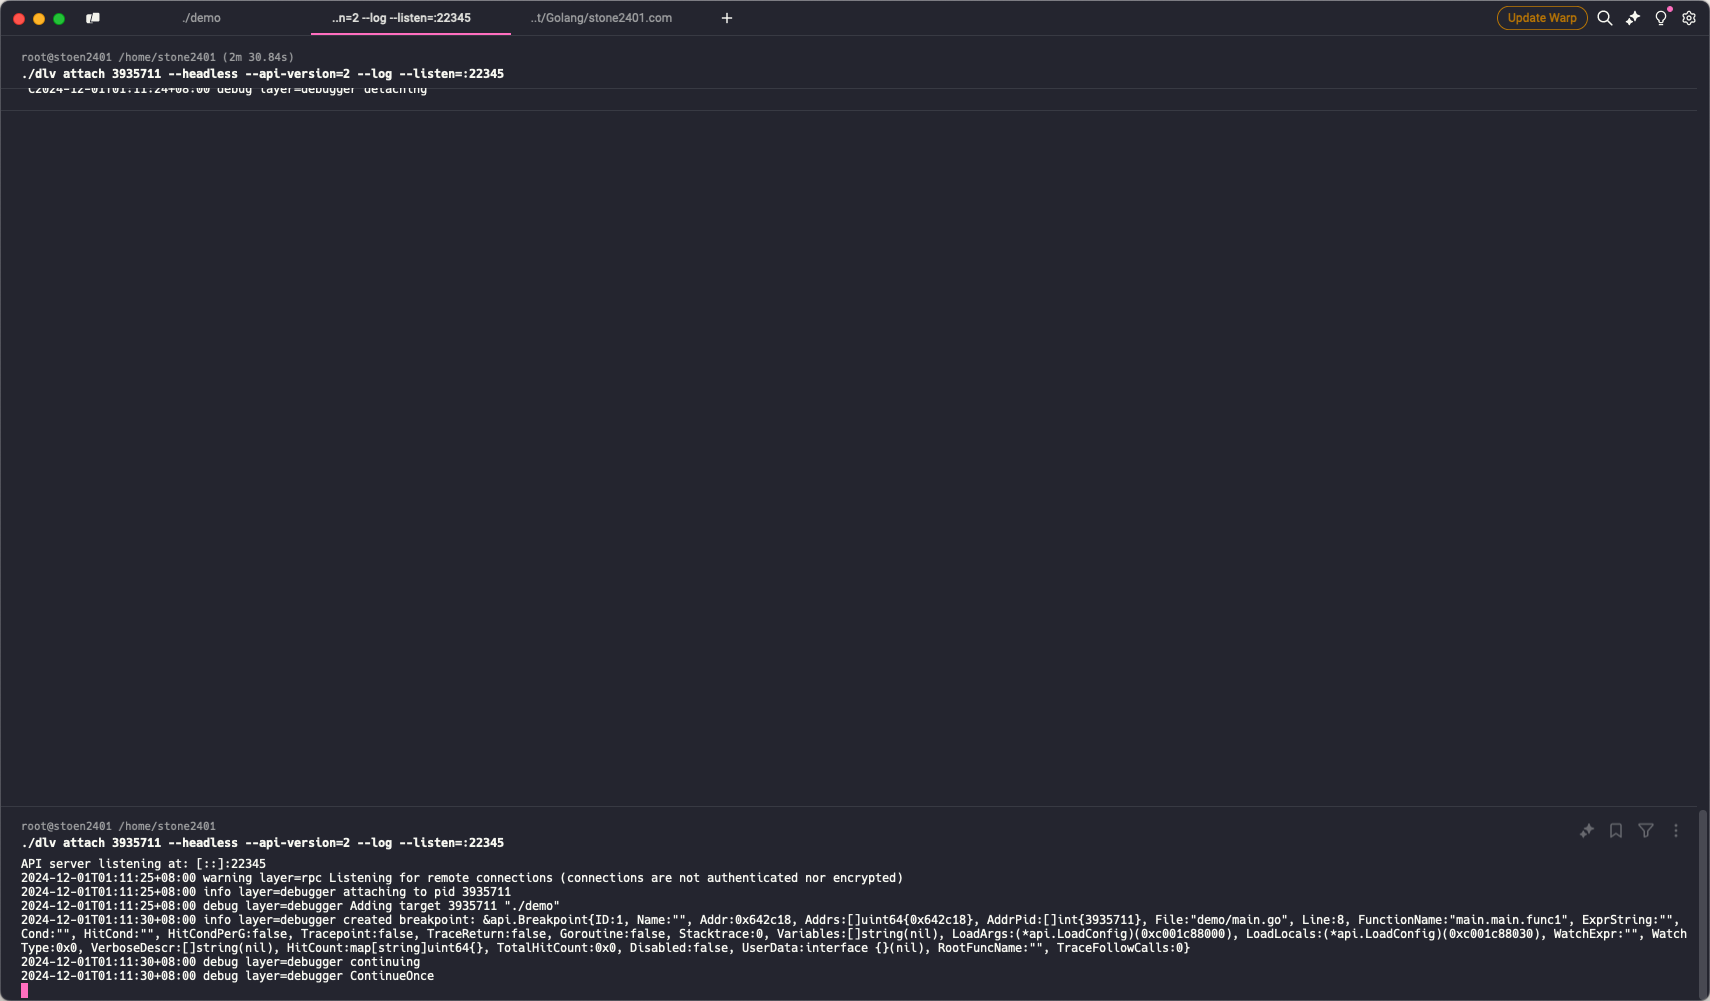 ./demo
..n=2 --log --listen=:22345
..t/Golang/stone2401.com
Update Warp
root@stoen2401 /home/stone2401 (2m 30.84s)
./dlv attach 3935711 --headless --api-version=2 --log --listen=:22345
^C2024-12-01T01:11:24+08:00 debug layer=debugger detaching
root@stoen2401 /home/stone2401
./dlv attach 3935711 --headless --api-version=2 --log --listen=:22345
API server listening at: [::]:22345
2024-12-01T01:11:25+08:00 warning layer=rpc Listening for remote connections (connections are not authenticated nor encrypted)
2024-12-01T01:11:25+08:00 info layer=debugger attaching to pid 3935711
2024-12-01T01:11:25+08:00 debug layer=debugger Adding target 3935711 "./demo"
2024-12-01T01:11:30+08:00 info layer=debugger created breakpoint: &api.Breakpoint{ID:1, Name:"", Addr:0x642c18, Addrs:[]uint64{0x642c18}, AddrPid:[]int{3935711}, File:"demo/main.go", Line:8, FunctionName:"main.main.func1", ExprString:"",
Cond:"", HitCond:"", HitCondPerG:false, Tracepoint:false, TraceReturn:false, Goroutine:false, Stacktrace:0, Variables:[]string(nil), LoadArgs:(*api.LoadConfig)(0xc001c88000), LoadLocals:(*api.LoadConfig)(0xc001c88030), WatchExpr:"", Watch
Type:0x0, VerboseDescr:[]string(nil), HitCount:map[string]uint64{}, TotalHitCount:0x0, Disabled:false, UserData:interface {}(nil), RootFuncName:"", TraceFollowCalls:0}
2024-12-01T01:11:30+08:00 debug layer=debugger continuing
2024-12-01T01:11:30+08:00 debug layer=debugger ContinueOnce